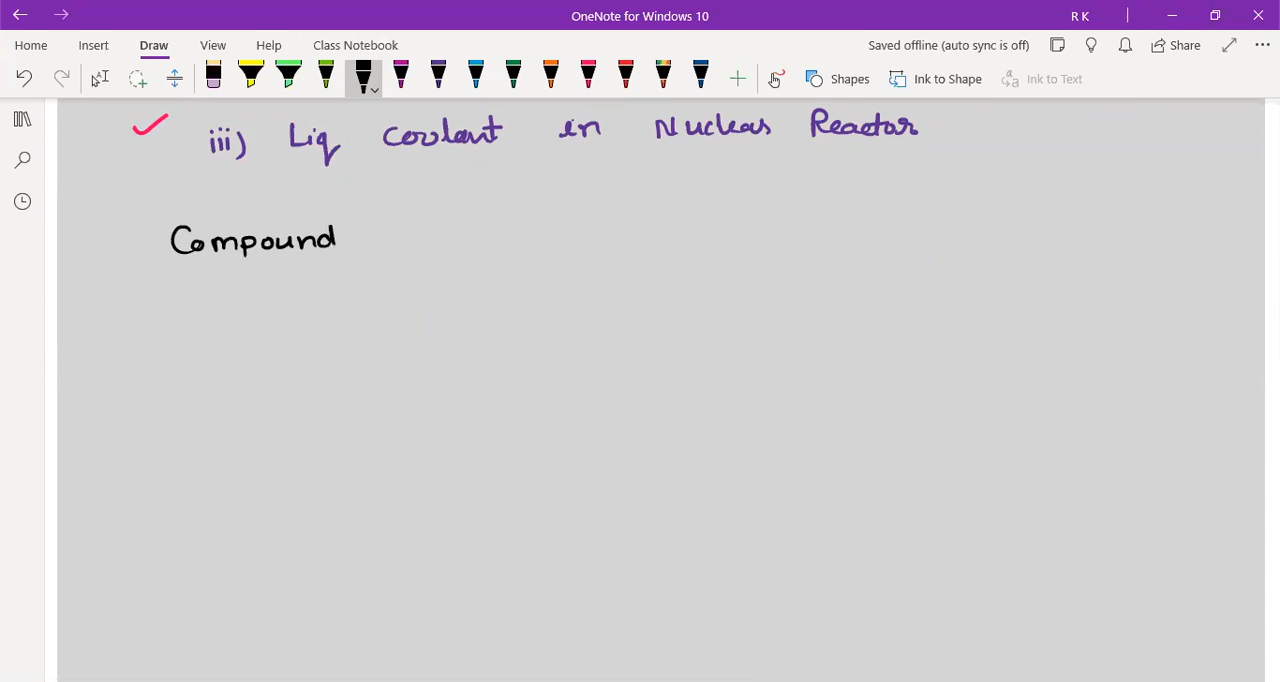 OneNote for Windows 10
R K
Home Insert Draw View Help Class Notebook
Saved offline (auto sync is off) Share
Shapes Ink to Shape Ink to Text
iii) Liq Coolant in Nuclear Reactor
Compound